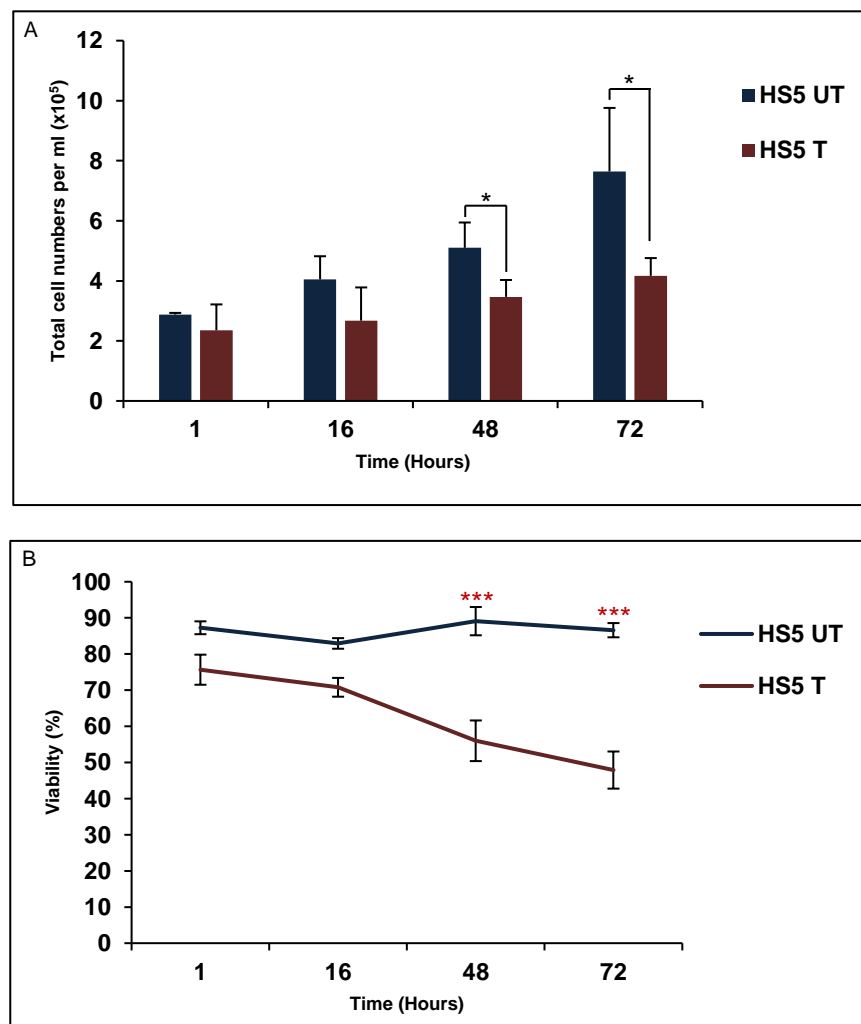 A
12
10
8
6
4
2
0
Total cell numbers per ml (x10⁵)
*
*
HS5 UT
HS5 T
1 16 48 72
Time (Hours)
B
100
90
80
70
60
50
40
30
20
10
0
Viability (%)
***
***
HS5 UT
HS5 T
1 16 48 72
Time (Hours)